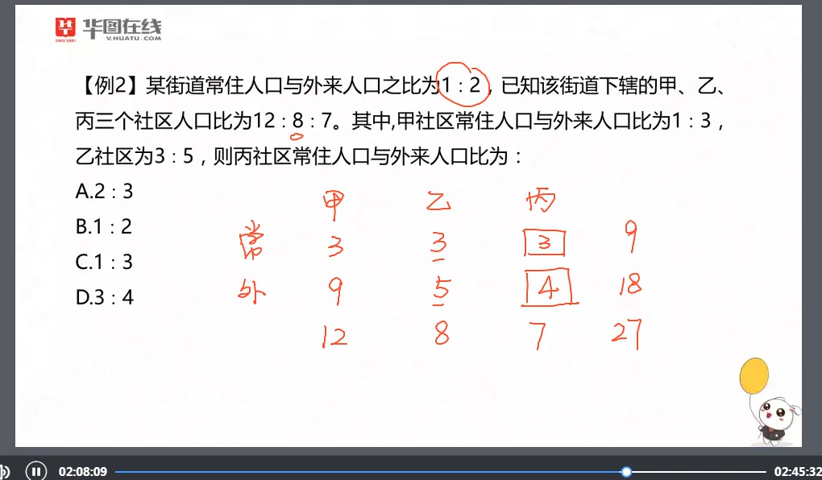 华图在线
V.HUATU.COM
【例2】某街道常住人口与外来人口之比为1：2，已知该街道下辖的甲、乙、
丙三个社区人口比为12：8：7。其中,甲社区常住人口与外来人口比为1：3，
乙社区为3：5，则丙社区常住人口与外来人口比为：
A.2：3
B.1：2
C.1：3
D.3：4
甲 乙 丙
常 3 3 3 9
外 9 5 4 18
12 8 7 27
02:08:09 02:45:32